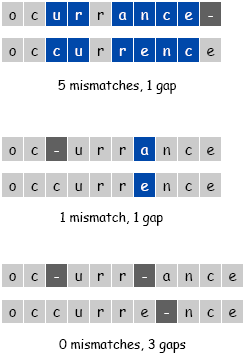 o c u r r a n c e -
o c c u r r e n c e
5 mismatches, 1 gap
o c - u r r a n c e
o c c u r r e n c e
1 mismatch, 1 gap
o c - u r r - a n c e
o c c u r r e - n c e
0 mismatches, 3 gaps